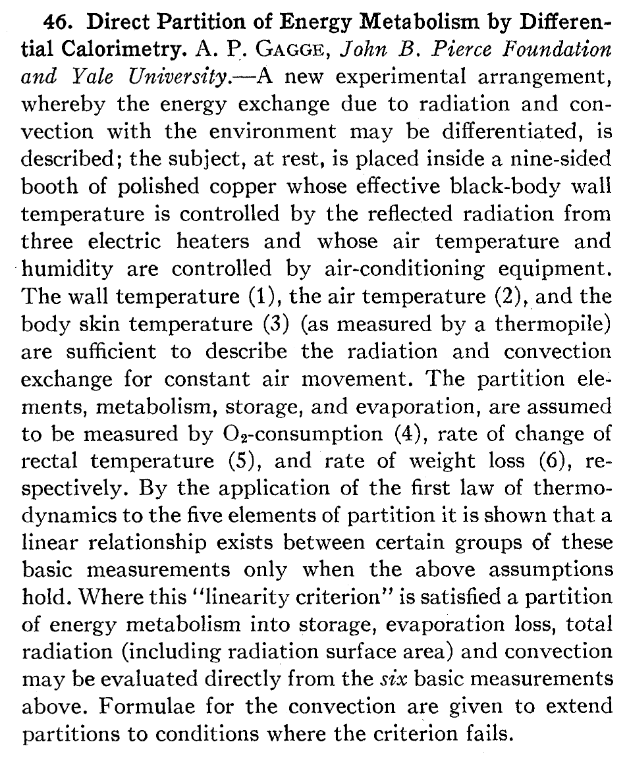 46. Direct Partition of Energy Metabolism by Differen-
tial Calorimetry. A. P. GAGGE, John B. Pierce Foundation
and Yale University.—A new experimental arrangement,
whereby the energy exchange due to radiation and con-
vection with the environment may be differentiated, is
described; the subject, at rest, is placed inside a nine-sided
booth of polished copper whose effective black-body wall
temperature is controlled by the reflected radiation from
three electric heaters and whose air temperature and
humidity are controlled by air-conditioning equipment.
The wall temperature (1), the air temperature (2), and the
body skin temperature (3) (as measured by a thermopile)
are sufficient to describe the radiation and convection
exchange for constant air movement. The partition ele-
ments, metabolism, storage, and evaporation, are assumed
to be measured by O₂-consumption (4), rate of change of
rectal temperature (5), and rate of weight loss (6), re-
spectively. By the application of the first law of thermo-
dynamics to the five elements of partition it is shown that a
linear relationship exists between certain groups of these
basic measurements only when the above assumptions
hold. Where this "linearity criterion" is satisfied a partition
of energy metabolism into storage, evaporation loss, total
radiation (including radiation surface area) and convection
may be evaluated directly from the six basic measurements
above. Formulae for the convection are given to extend
partitions to conditions where the criterion fails.